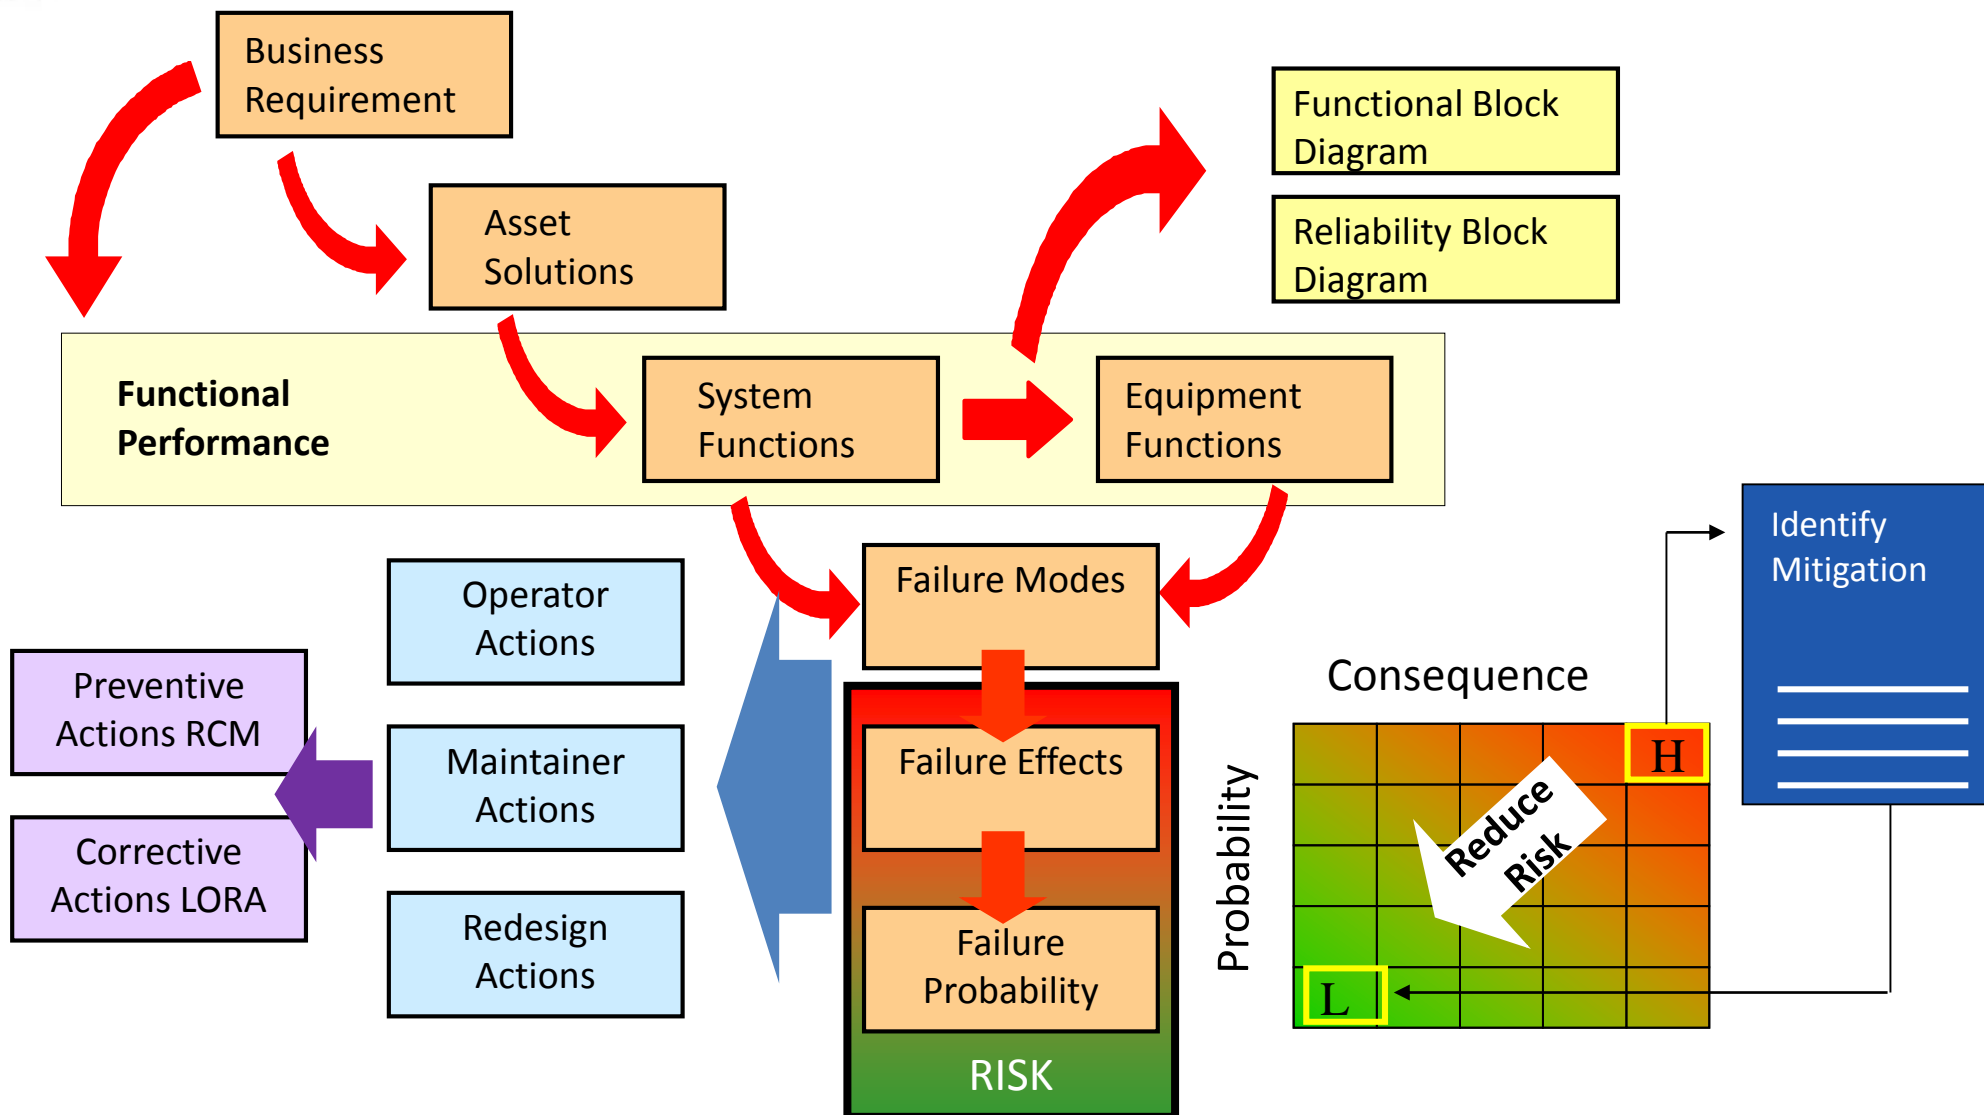 Business
Requirement
Functional Block
Diagram
Asset
Solutions
Reliability Block
Diagram
Functional
Performance
System
Functions
Equipment
Functions
Identify
Mitigation
Operator
Actions
Failure Modes
Preventive
Actions RCM
Consequence
Maintainer
Actions
Failure Effects
H
Probability
Reduce
Risk
Corrective
Actions LORA
Redesign
Actions
Failure
Probability
L
RISK